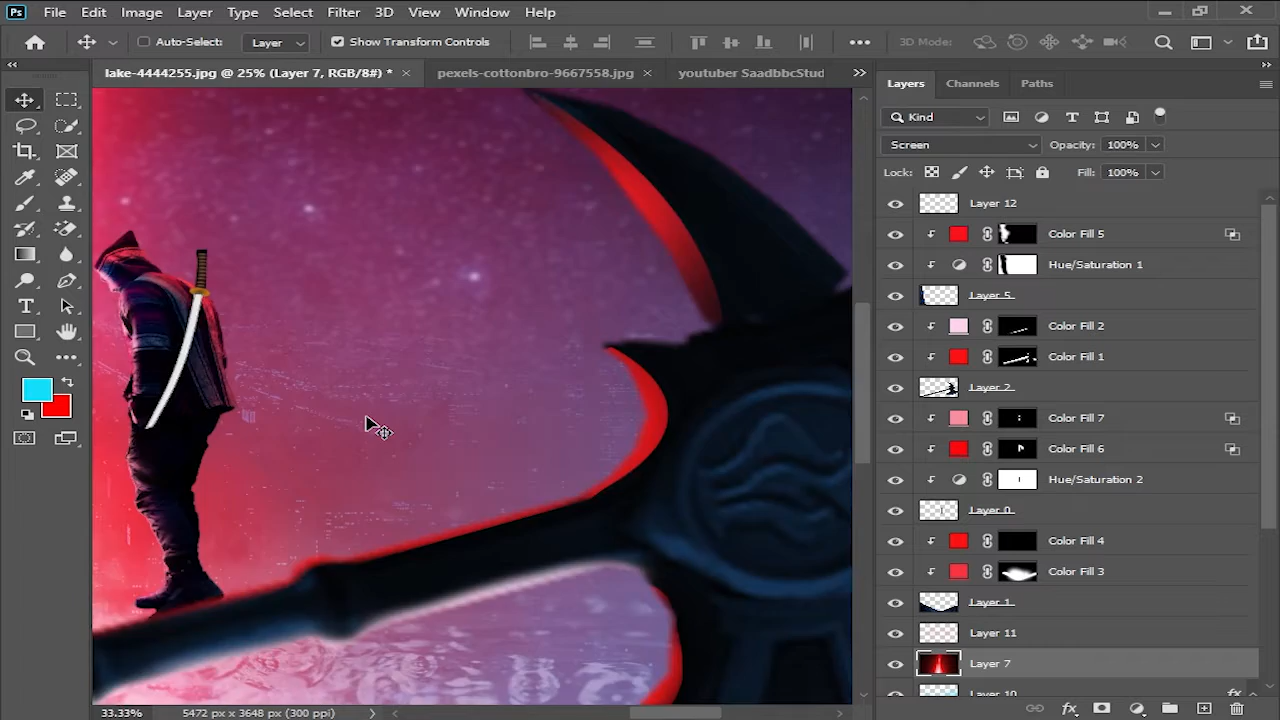 Ps File Edit Image Layer Type Select Filter 3D View Window Help
Auto-Select: Layer Show Transform Controls 3D Mode:
lake-4444255.jpg @ 25% (Layer 7, RGB/8#) * × pexels-cottonbro-9667558.jpg × youtuber SaadbbcStud
Layers Channels Paths
Kind
Screen Opacity: 100%
Lock: Fill: 100%
Layer 12
Color Fill 5
Hue/Saturation 1
Layer 5
Color Fill 2
Color Fill 1
Layer 2
Color Fill 7
Color Fill 6
Hue/Saturation 2
Layer 0
Color Fill 4
Color Fill 3
Layer 1
Layer 11
Layer 7
Layer 10 fx
33.33% 5472 px x 3648 px (300 ppi)